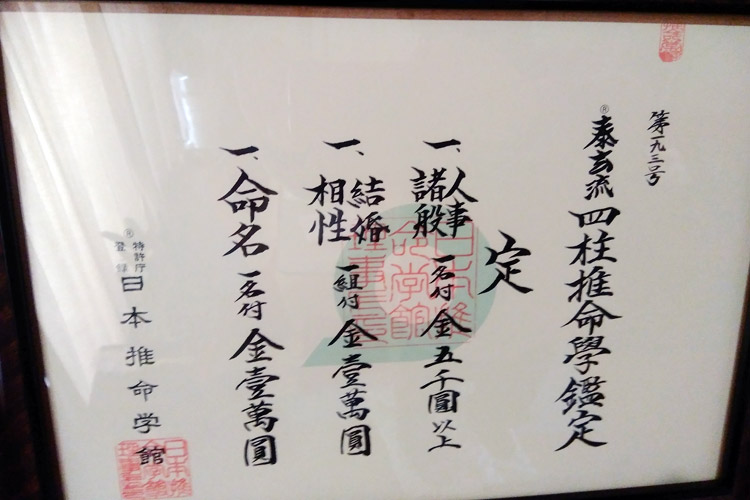 第一九三号
®泰玄流四柱推命學鑑定
定
一、人事諸般 一名付金五千圓以上
一、結婚相性 一組付金壹萬圓
一、命名 一名付金壹萬圓
®特許庁登録 日本推命学館